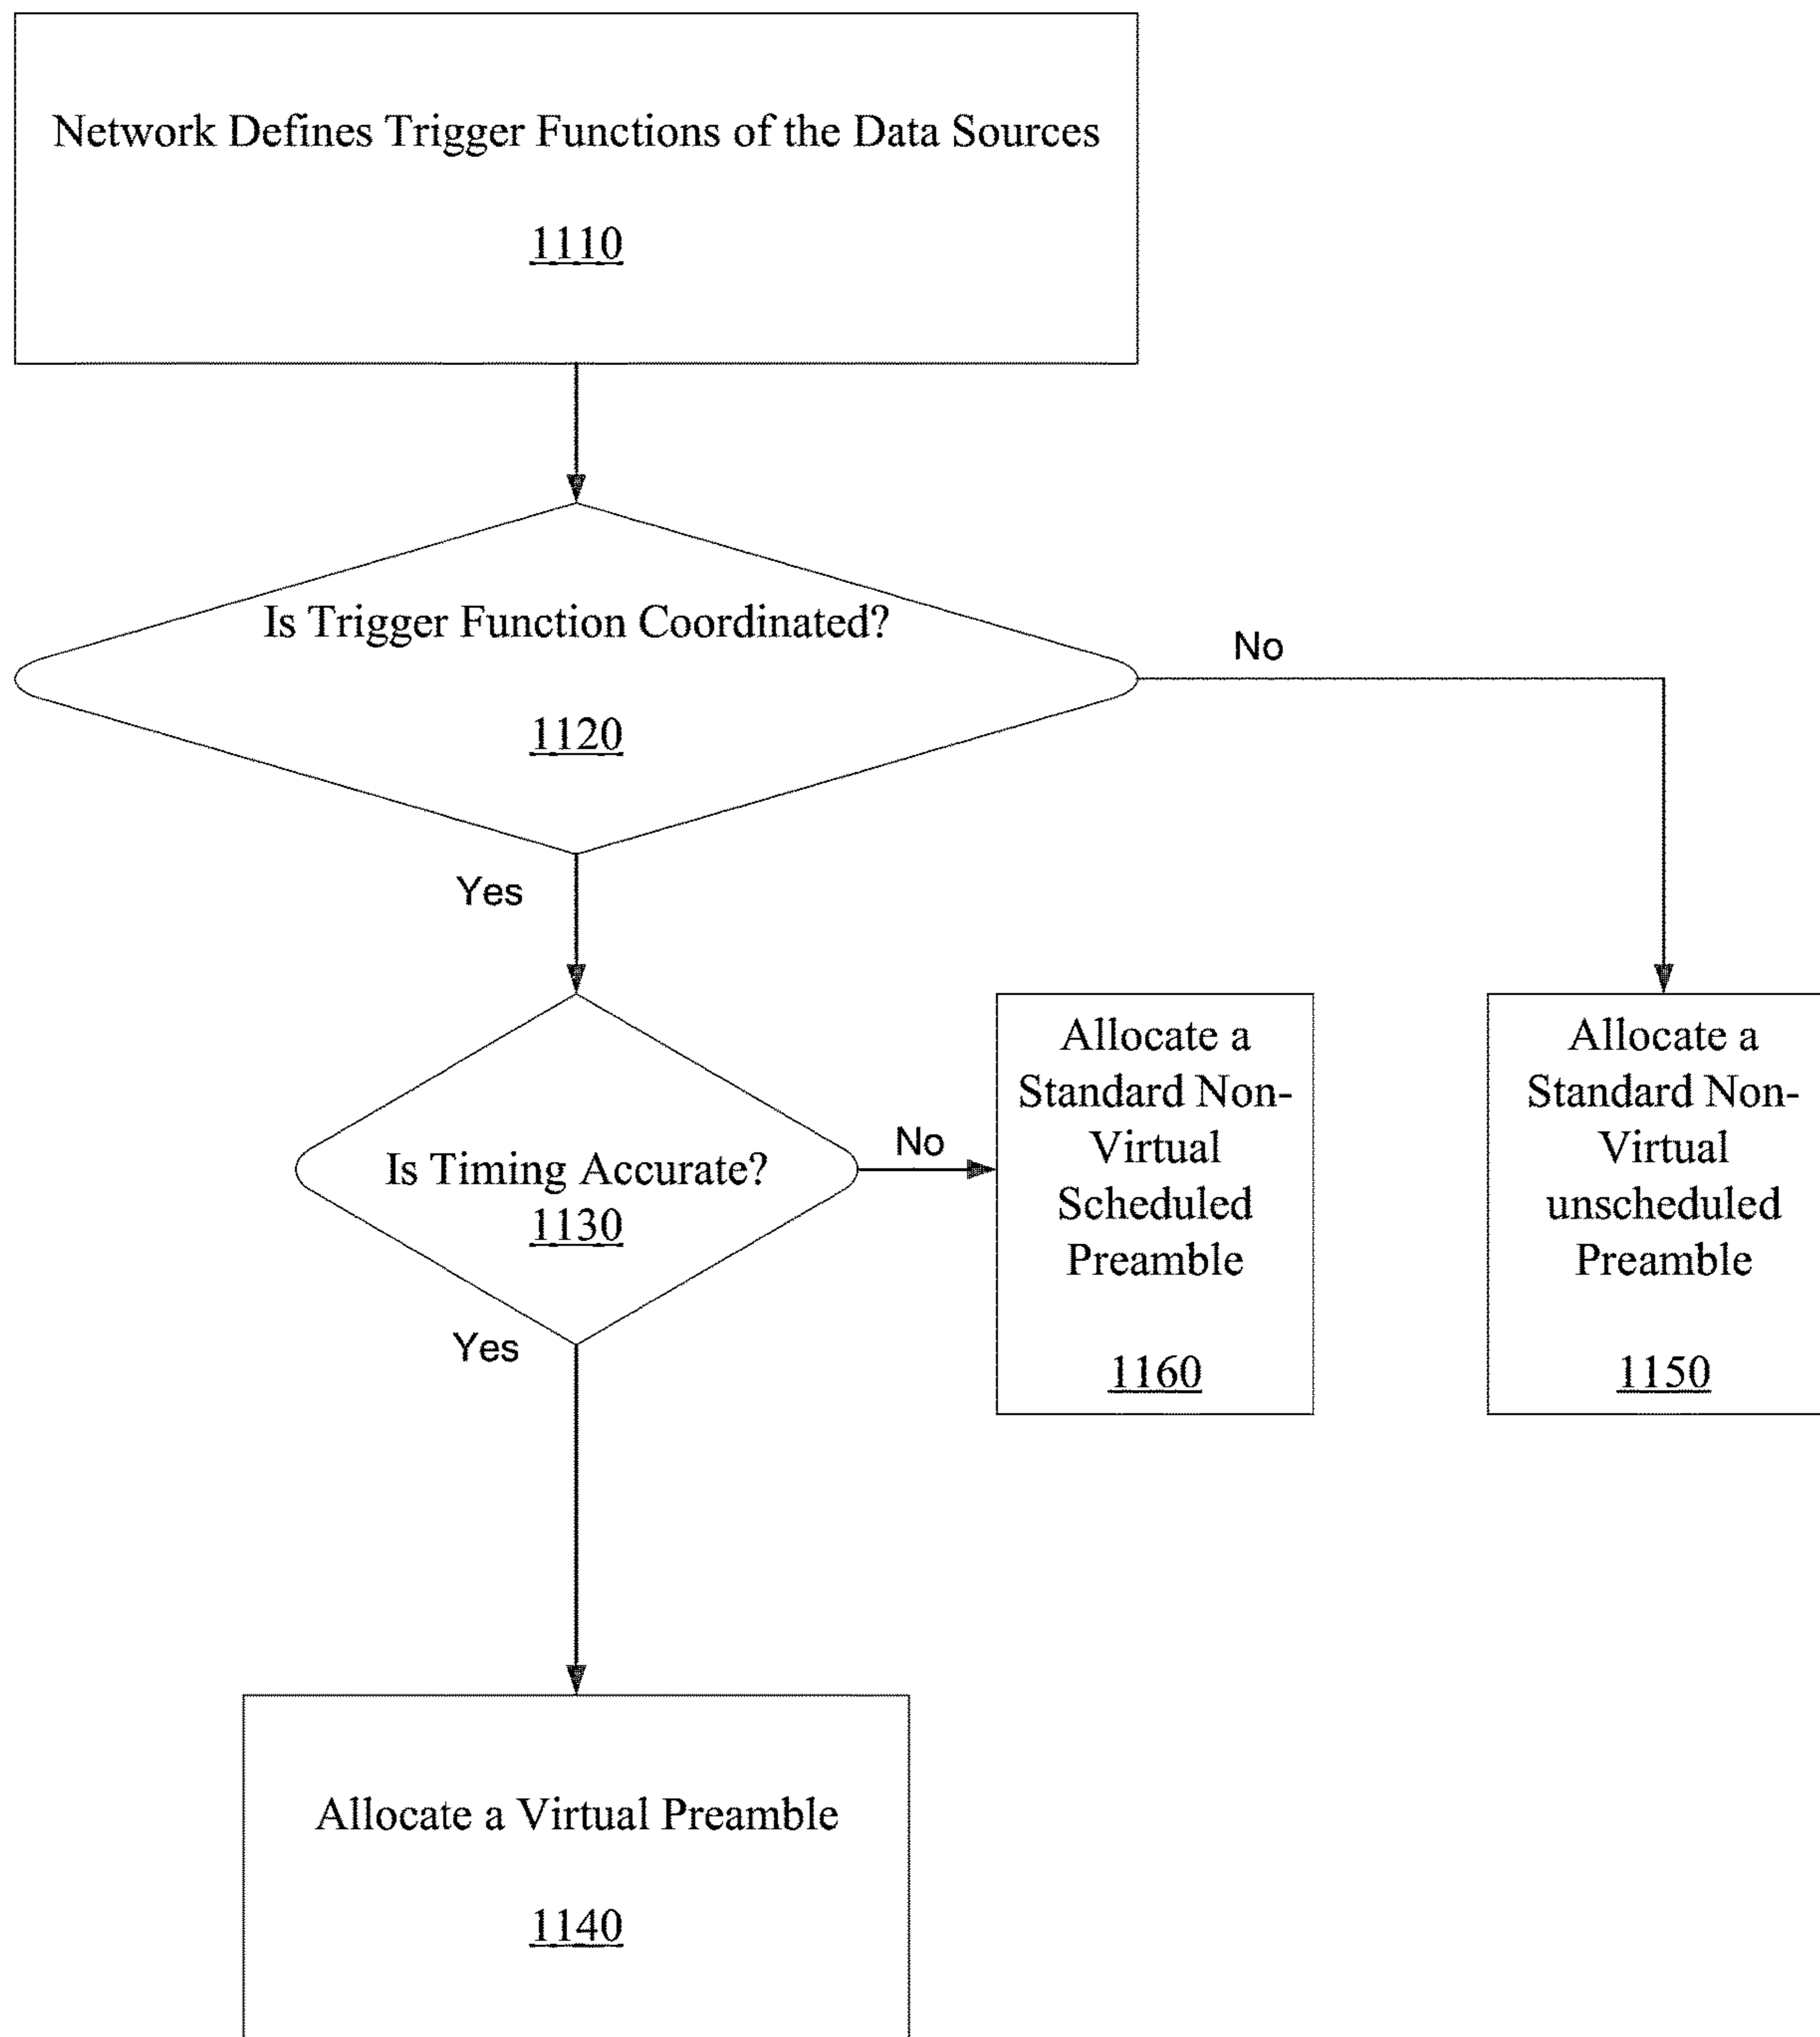 Network Defines Trigger Functions of the Data Sources
1110
Is Trigger Function Coordinated?
1120
No
Yes
Is Timing Accurate?
1130
No
Yes
Allocate a
Standard Non-
Virtual
Scheduled
Preamble
1160
Allocate a
Standard Non-
Virtual
unscheduled
Preamble
1150
Allocate a Virtual Preamble
1140